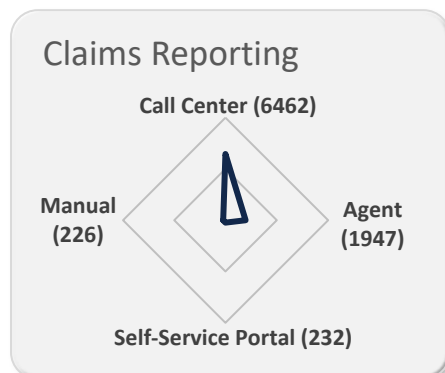 Claims Reporting
Call Center (6462)
Manual
(226)
Agent
(1947)
Self-Service Portal (232)